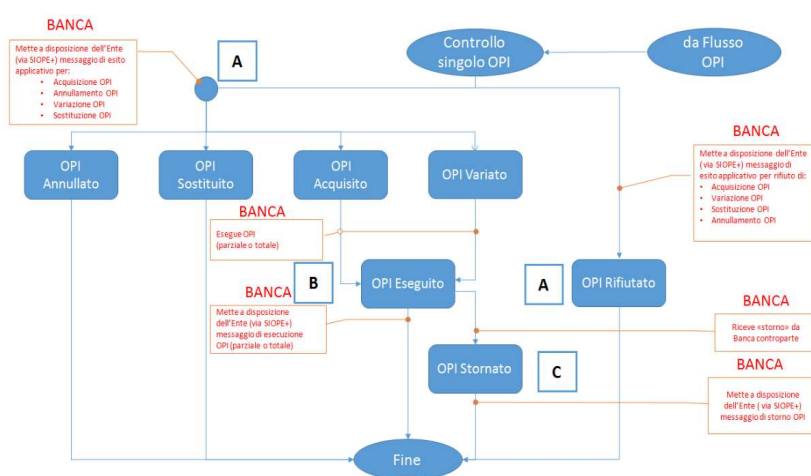 BANCA
Mette a disposizione dell'Ente
(via SIOPE+) messaggio di esito
applicativo per:
• Acquisizione OPI
• Annullamento OPI
• Variazione OPI
• Sostituzione OPI
A
Controllo
singolo OPI
da Flusso
OPI
BANCA
Mette a disposizione dell'Ente
( via SIOPE+) messaggio di
esito applicativo per rifiuto di:
• Acquisizione OPI
• Variazione OPI
• Sostituzione OPI
• Annullamento OPI
OPI
Annullato
OPI
Sostituito
OPI
Acquisito
OPI Variato
BANCA
Esegue OPI
(parziale o totale)
B
OPI Eseguito
A
OPI Rifiutato
BANCA
Mette a disposizione
dell'Ente (via SIOPE+)
messaggio di esecuzione
OPI (parziale o totale)
BANCA
Riceve «storno» da
Banca controparte
OPI Stornato
C
BANCA
Mette a disposizione
dell'Ente ( via SIOPE+)
messaggio di storno OPI
Fine